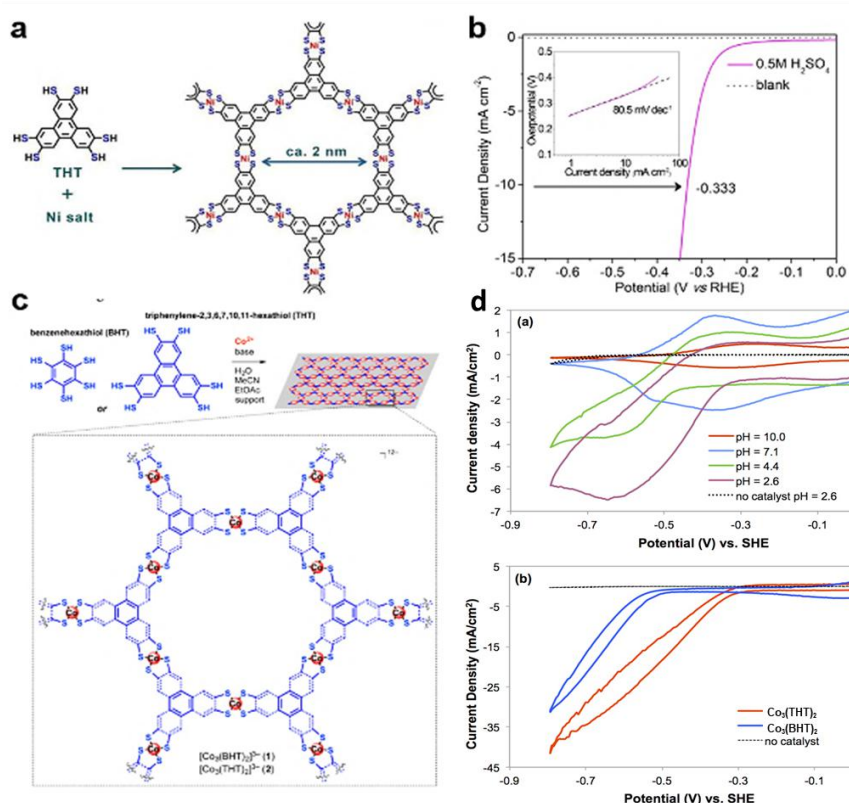 a
SH
HS
SH
HS
SH
HS
THT
+
Ni salt
ca. 2 nm
Ni
S
b
Current Density (mA cm⁻²)
0
-5
-10
-15
0.5M H₂SO₄
blank
Overpotential (V)
0.5
0.4
0.3
0.2
0.1
80.5 mV dec⁻¹
1
10
100
Current density (mA cm⁻²)
-0.333
-0.7
-0.6
-0.5
-0.4
-0.3
-0.2
-0.1
0.0
Potential (V vs RHE)
c
triphenylene-2,3,6,7,10,11-hexathiol (THT)
benzenehexathiol (BHT)
HS
SH
or
Co²⁺
base
H₂O
MeCN
EtOAc
support
Co
S
[Co₃(BHT)₂]³⁻ (1)
[Co₃(THT)₂]³⁻ (2)
d
(a)
Current density (mA/cm²)
2
1
0
-1
-2
-3
-4
-5
-6
-7
pH = 10.0
pH = 7.1
pH = 4.4
pH = 2.6
no catalyst pH = 2.6
-0.9
-0.7
-0.5
-0.3
-0.1
Potential (V) vs. SHE
(b)
Current Density (mA/cm²)
5
-5
-15
-25
-35
-45
Co₃(THT)₂
Co₃(BHT)₂
no catalyst
-0.9
-0.7
-0.5
-0.3
-0.1
Potential (V) vs. SHE